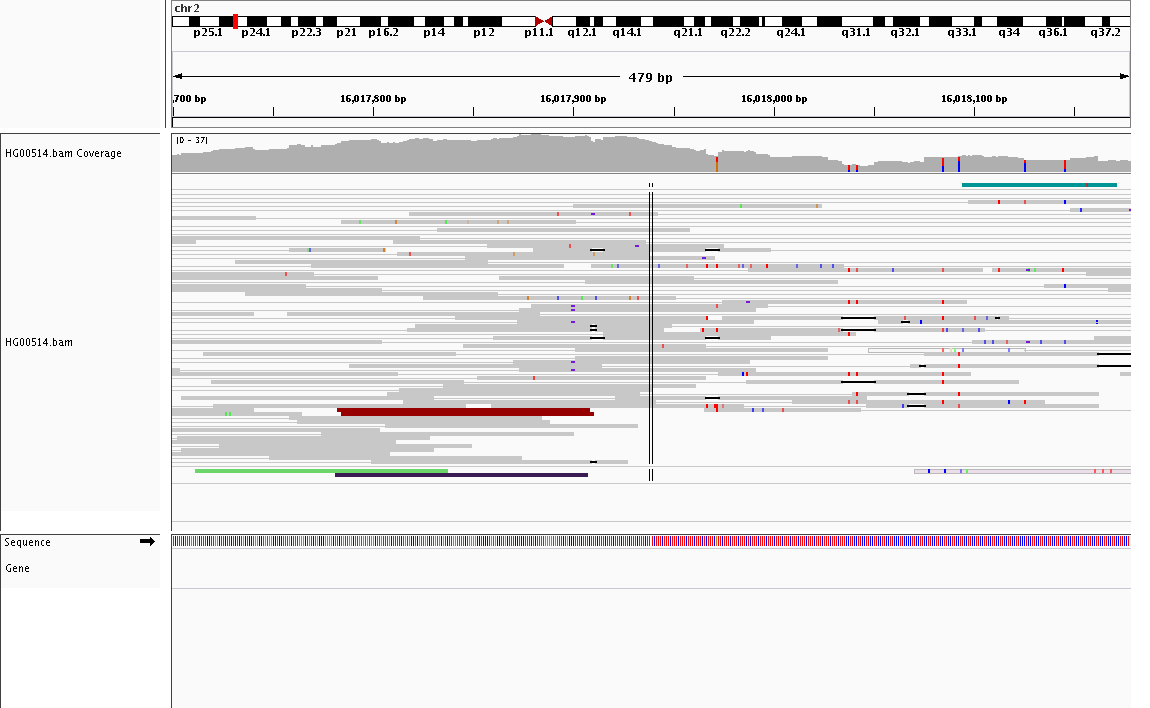 chr2
p25.1 p24.1 p22.3 p21 p16.2 p14 p12 p11.1 q12.1 q14.1 q21.1 q22.2 q24.1 q31.1 q32.1 q33.1 q34 q36.1 q37.2
479 bp
,700 bp 16,017,800 bp 16,017,900 bp 16,018,000 bp 16,018,100 bp
[0 - 37]
HG00514.bam Coverage
HG00514.bam
Sequence
Gene